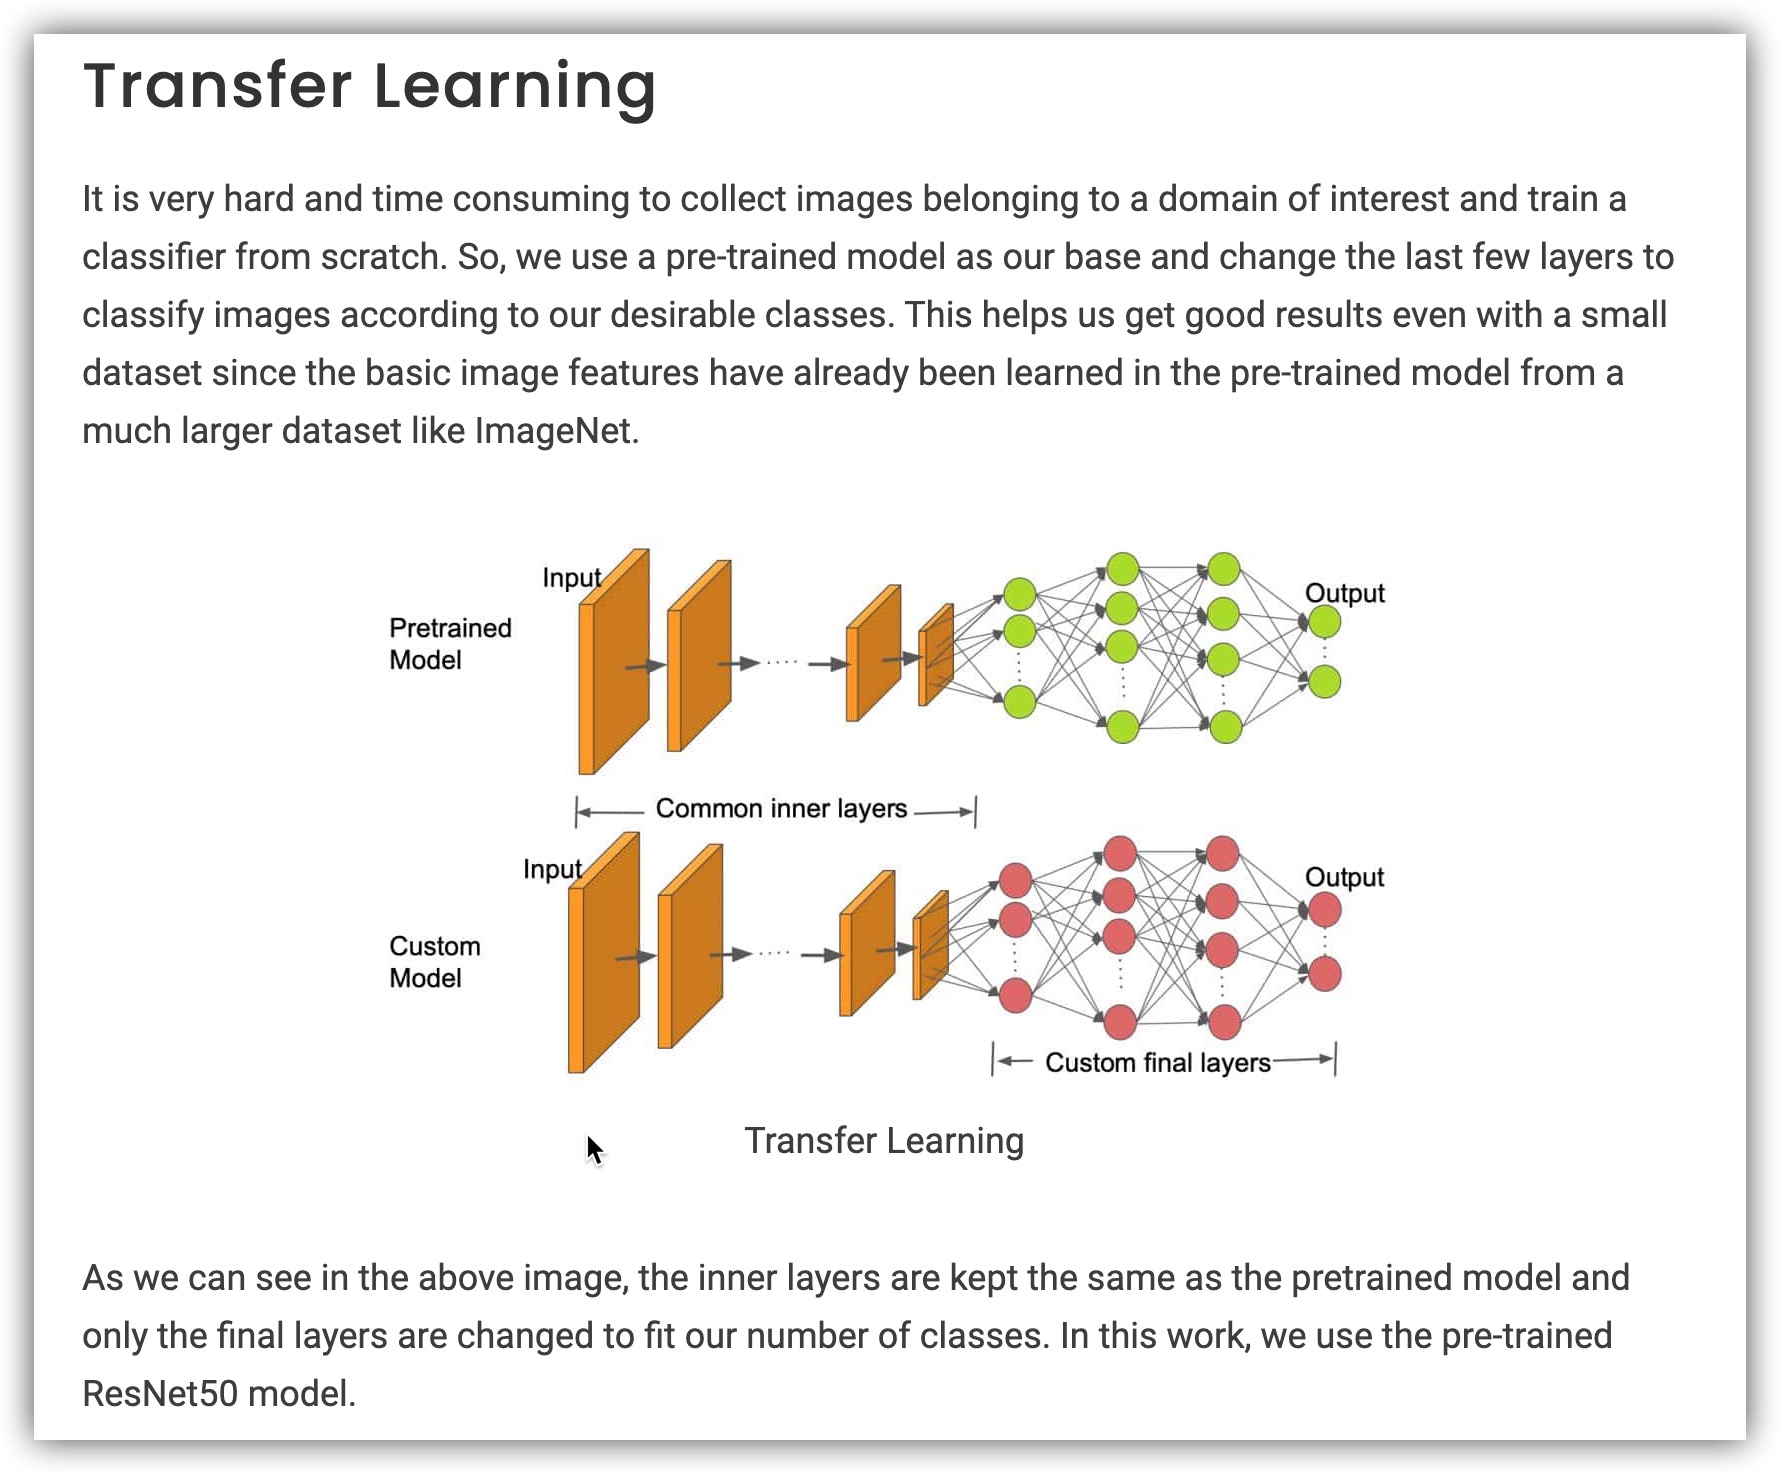 Transfer Learning
It is very hard and time consuming to collect images belonging to a domain of interest and train a
classifier from scratch. So, we use a pre-trained model as our base and change the last few layers to
classify images according to our desirable classes. This helps us get good results even with a small
dataset since the basic image features have already been learned in the pre-trained model from a
much larger dataset like ImageNet.
Input
Output
Pretrained
Model
Common inner layers
Input
Output
Custom
Model
Custom final layers
Transfer Learning
As we can see in the above image, the inner layers are kept the same as the pretrained model and
only the final layers are changed to fit our number of classes. In this work, we use the pre-trained
ResNet50 model.